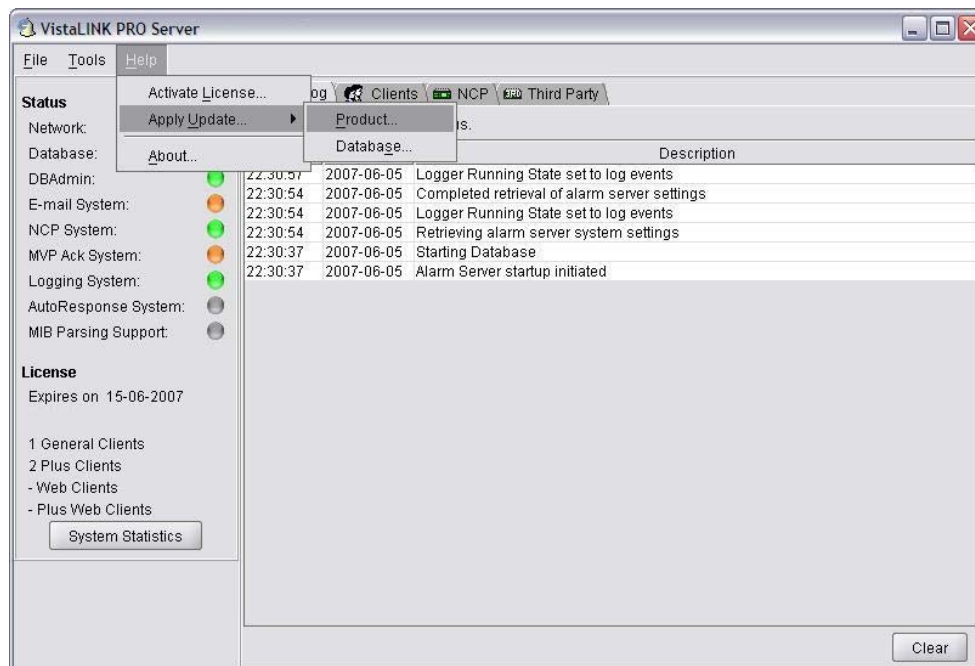 VistaLINK PRO Server
File Tools Help
Activate License...
Apply Update...
About...
Product...
Database...
Clients NCP Third Party
Status
Network:
Database:
DBAdmin:
E-mail System:
NCP System:
MVP Ack System:
Logging System:
AutoResponse System:
MIB Parsing Support:
License
Expires on 15-06-2007
1 General Clients
2 Plus Clients
- Web Clients
- Plus Web Clients
System Statistics
Description
22:30:57 2007-06-05 Logger Running State set to log events
22:30:54 2007-06-05 Completed retrieval of alarm server settings
22:30:54 2007-06-05 Logger Running State set to log events
22:30:54 2007-06-05 Retrieving alarm server system settings
22:30:37 2007-06-05 Starting Database
22:30:37 2007-06-05 Alarm Server startup initiated
Clear